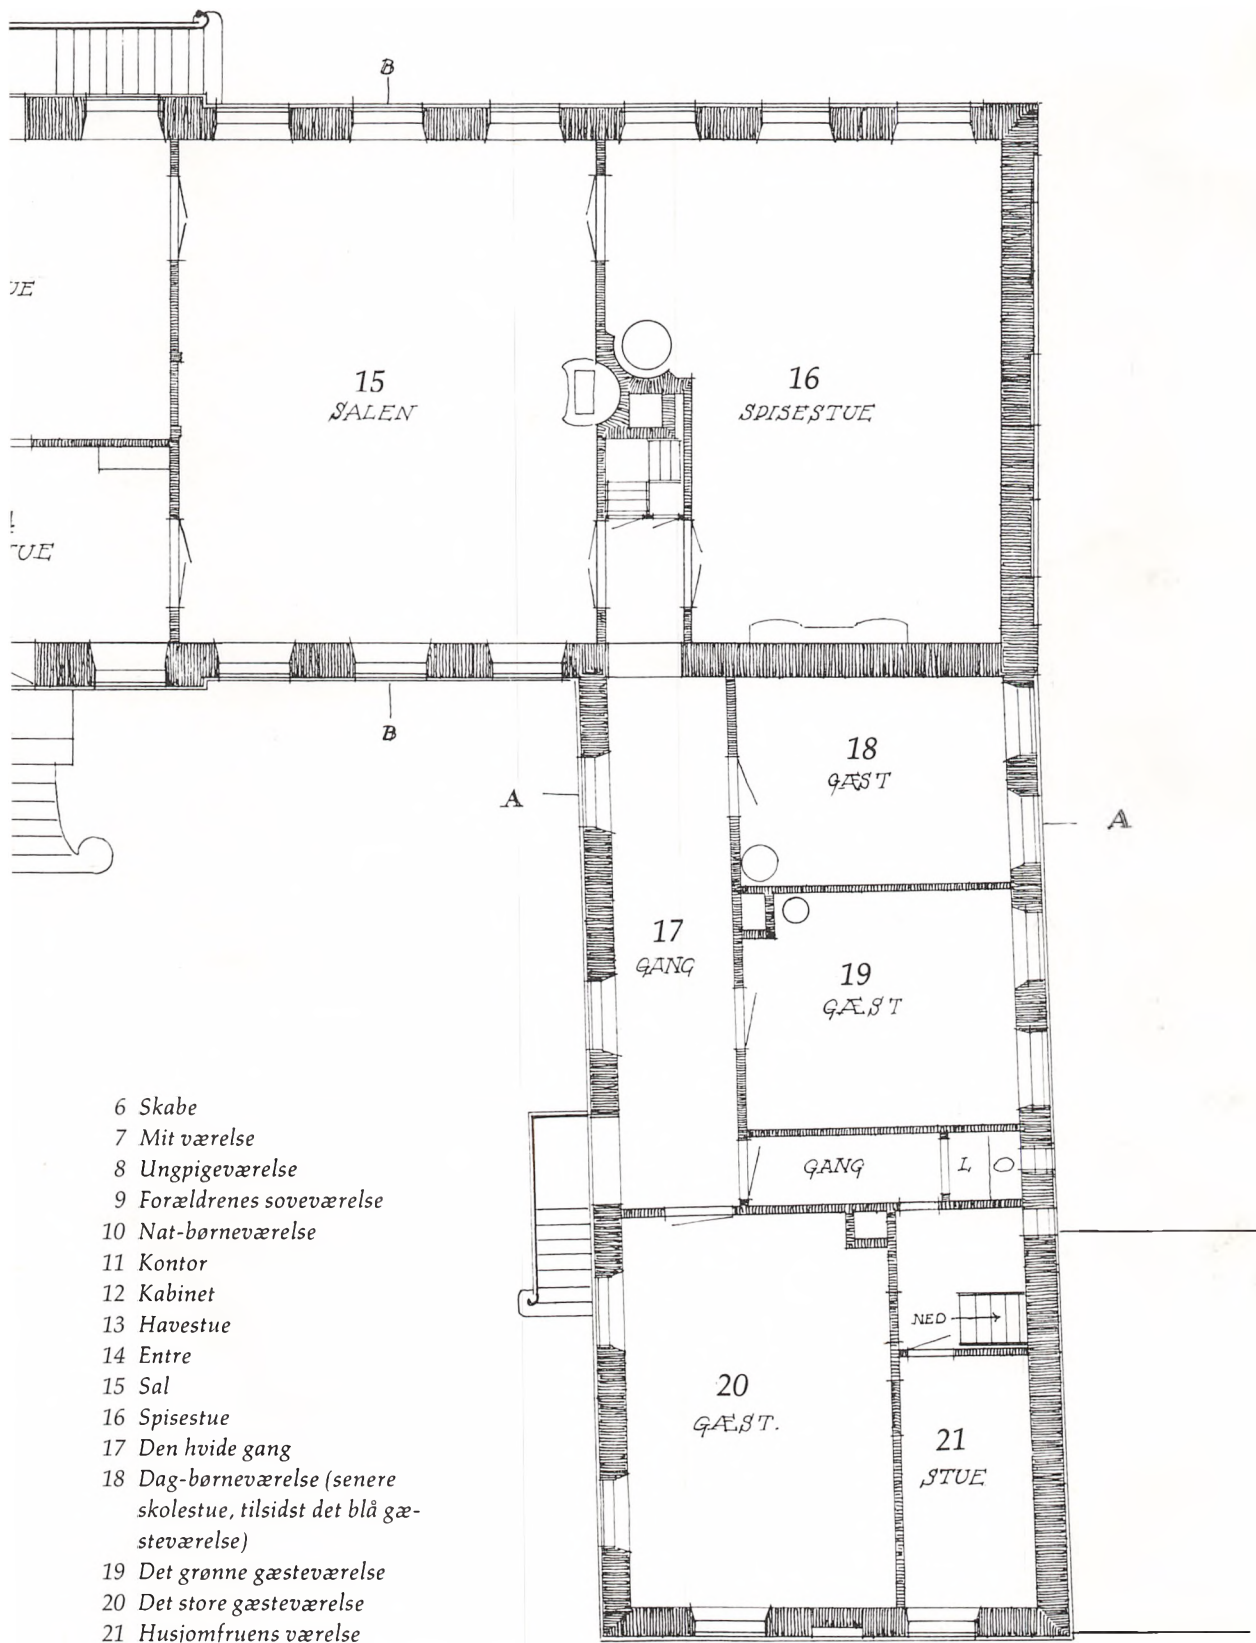 B
15
SALEN
16
SPISESTUE
B
A
18
GÆST
A
17
GANG
19
GÆST
GANG
L
NED
20
GÆST.
21
STUE
6 Skabe
7 Mit værelse
8 Ungpigeværelse
9 Forældrenes soveværelse
10 Nat-børneværelse
11 Kontor
12 Kabinet
13 Havestue
14 Entre
15 Sal
16 Spisestue
17 Den hvide gang
18 Dag-børneværelse (senere
skolestue, tilsidst det blå gæ-
steværelse)
19 Det grønne gæsteværelse
20 Det store gæsteværelse
21 Husjomfruens værelse